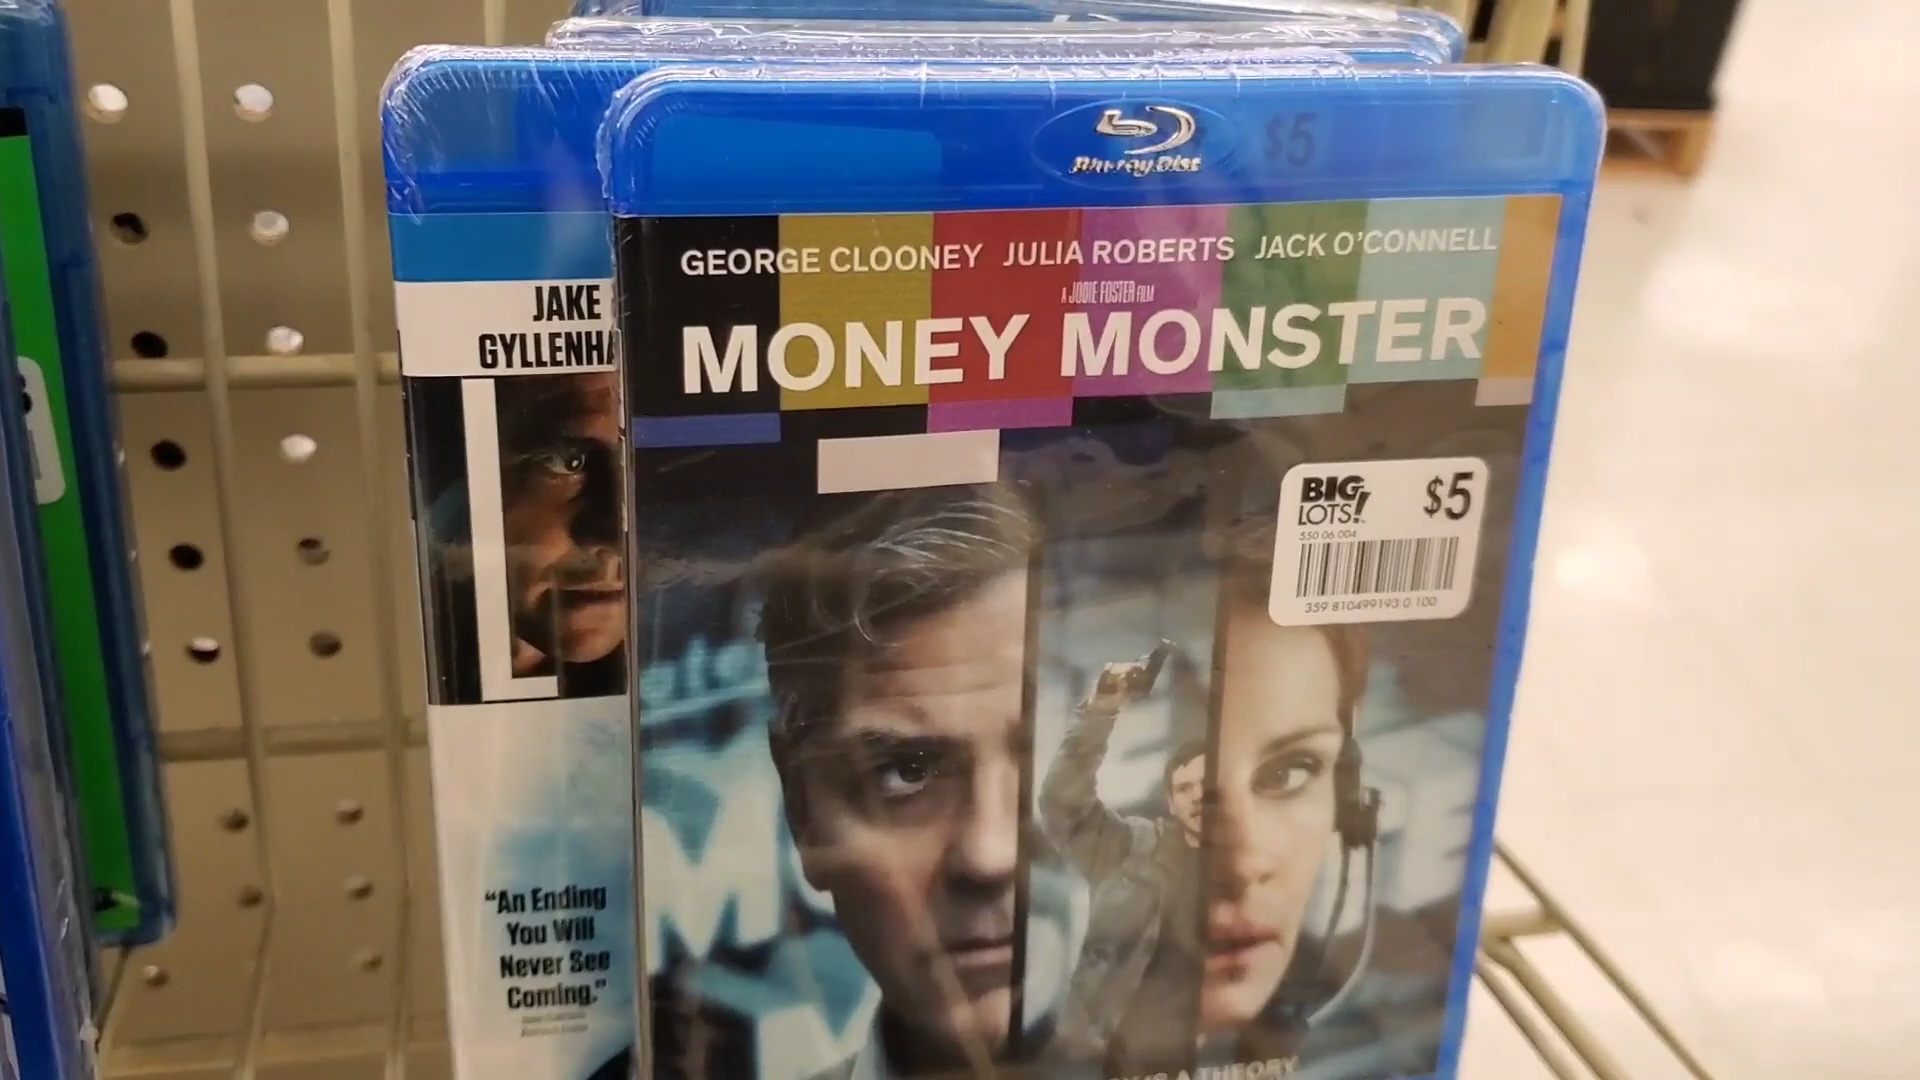 Blu-ray Disc
$5
GEORGE CLOONEY JULIA ROBERTS JACK O'CONNELL
A JODIE FOSTER FILM
MONEY MONSTER
BIG
LOTS!
$5
550 06 004
359 810499193 0 100
JAKE
GYLLENHA
L
“An Ending
You Will
Never See
Coming.”
A THEORY